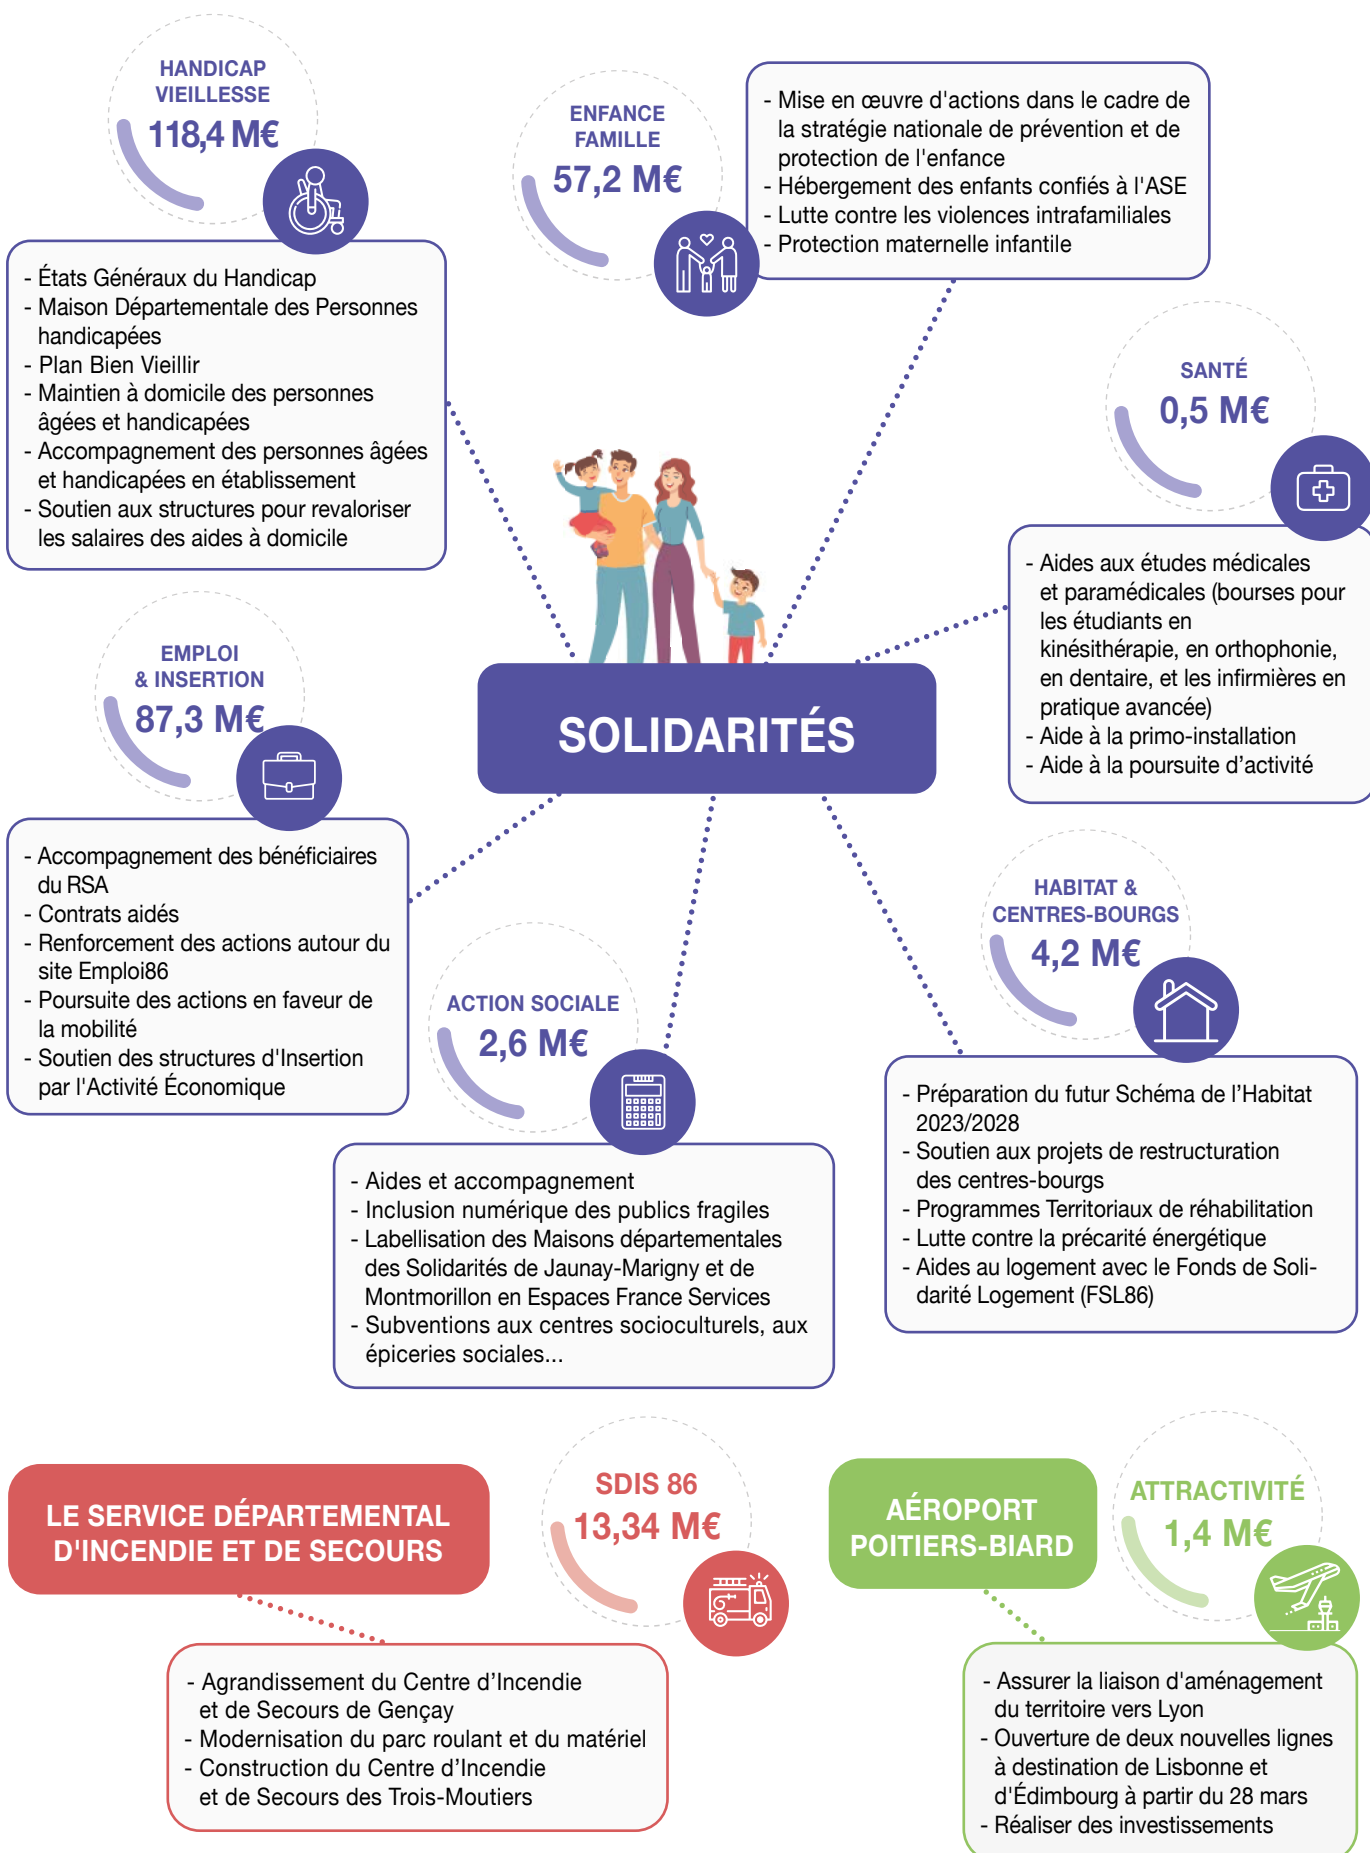 HANDICAP
VIEILLESSE
118,4 M€
- États Généraux du Handicap
- Maison Départementale des Personnes
handicapées
- Plan Bien Vieillir
- Maintien à domicile des personnes
âgées et handicapées
- Accompagnement des personnes âgées
et handicapées en établissement
- Soutien aux structures pour revaloriser
les salaires des aides à domicile
ENFANCE
FAMILLE
57,2 M€
- Mise en œuvre d'actions dans le cadre de
la stratégie nationale de prévention et de
protection de l'enfance
- Hébergement des enfants confiés à l'ASE
- Lutte contre les violences intrafamiliales
- Protection maternelle infantile
SANTÉ
0,5 M€
- Aides aux études médicales
et paramédicales (bourses pour
les étudiants en
kinésithérapie, en orthophonie,
en dentaire, et les infirmières en
pratique avancée)
- Aide à la primo-installation
- Aide à la poursuite d’activité
SOLIDARITÉS
EMPLOI
& INSERTION
87,3 M€
- Accompagnement des bénéficiaires
du RSA
- Contrats aidés
- Renforcement des actions autour du
site Emploi86
- Poursuite des actions en faveur de
la mobilité
- Soutien des structures d'Insertion
par l'Activité Économique
ACTION SOCIALE
2,6 M€
- Aides et accompagnement
- Inclusion numérique des publics fragiles
- Labellisation des Maisons départementales
des Solidarités de Jaunay-Marigny et de
Montmorillon en Espaces France Services
- Subventions aux centres socioculturels, aux
épiceries sociales...
HABITAT &
CENTRES-BOURGS
4,2 M€
- Préparation du futur Schéma de l’Habitat
2023/2028
- Soutien aux projets de restructuration
des centres-bourgs
- Programmes Territoriaux de réhabilitation
- Lutte contre la précarité énergétique
- Aides au logement avec le Fonds de Soli-
darité Logement (FSL86)
LE SERVICE DÉPARTEMENTAL
D'INCENDIE ET DE SECOURS
SDIS 86
13,34 M€
- Agrandissement du Centre d’Incendie
et de Secours de Gençay
- Modernisation du parc roulant et du matériel
- Construction du Centre d’Incendie
et de Secours des Trois-Moutiers
AÉROPORT
POITIERS-BIARD
ATTRACTIVITÉ
1,4 M€
- Assurer la liaison d'aménagement
du territoire vers Lyon
- Ouverture de deux nouvelles lignes
à destination de Lisbonne et
d'Édimbourg à partir du 28 mars
- Réaliser des investissements